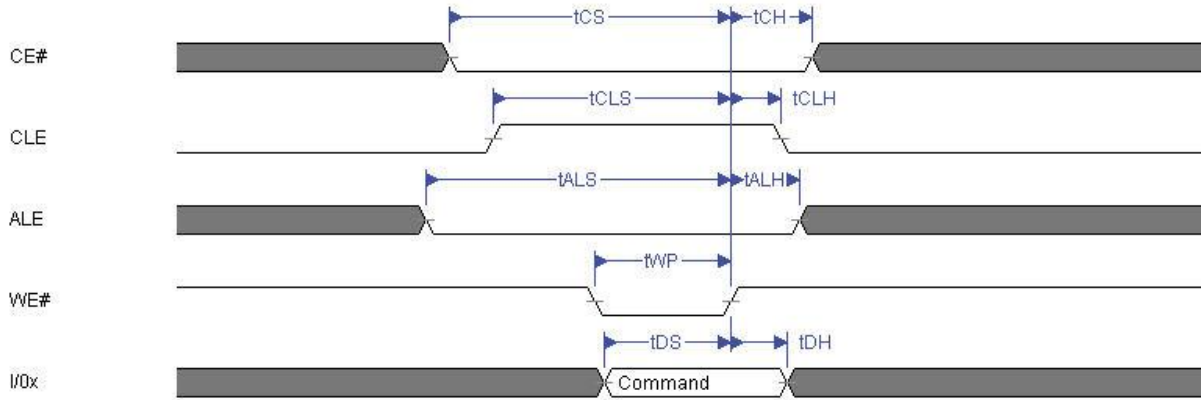 tCS tCH
CE#
tCLS tCLH
CLE
tALS tALH
ALE
tWP
WE#
tDS tDH
I/0x Command